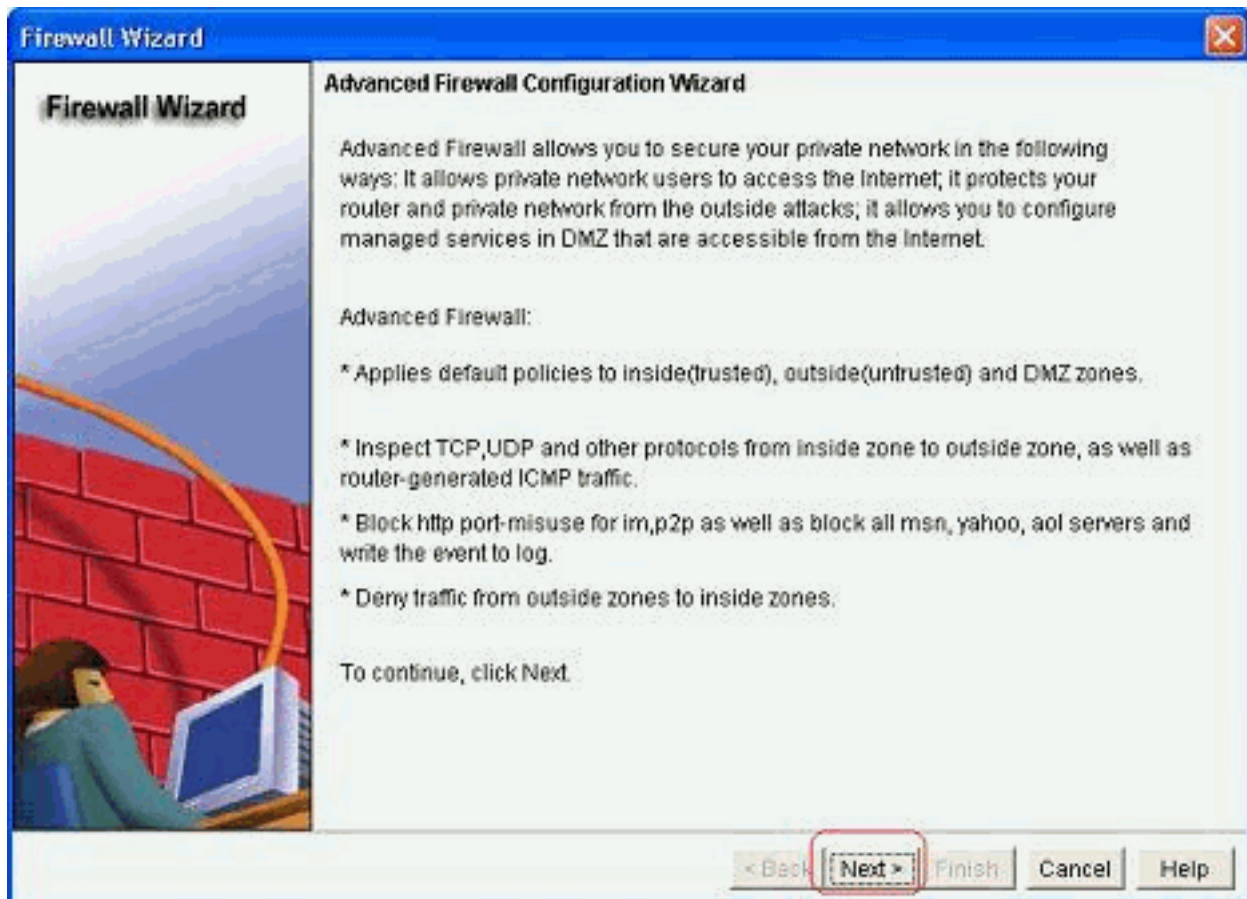 Firewall Wizard
Firewall Wizard
Advanced Firewall Configuration Wizard
Advanced Firewall allows you to secure your private network in the following
ways: It allows private network users to access the Internet; it protects your
router and private network from the outside attacks; it allows you to configure
managed services in DMZ that are accessible from the Internet.
Advanced Firewall:
* Applies default policies to inside(trusted), outside(untrusted) and DMZ zones.
* Inspect TCP,UDP and other protocols from inside zone to outside zone, as well as
router-generated ICMP traffic.
* Block http port-misuse for im,p2p as well as block all msn, yahoo, aol servers and
write the event to log.
* Deny traffic from outside zones to inside zones.
To continue, click Next.
< Back Next > Finish Cancel Help